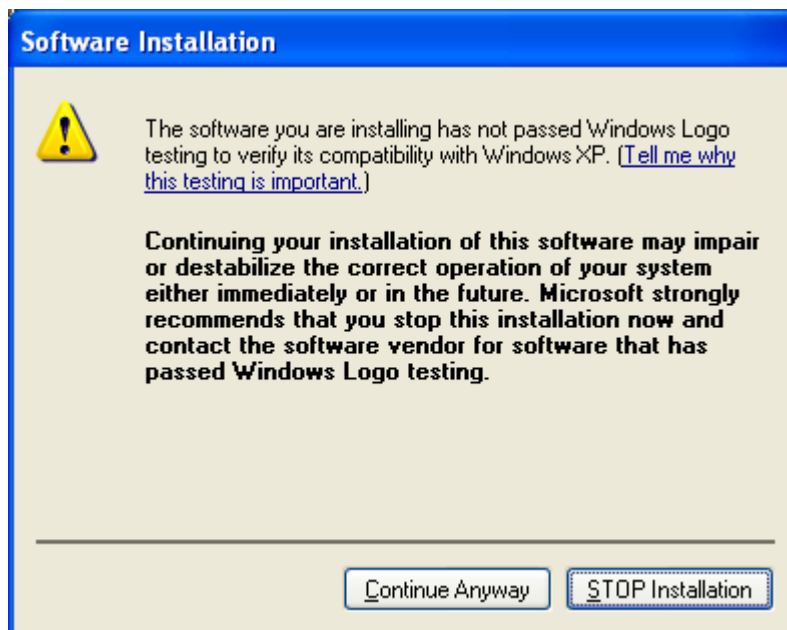 Software Installation
The software you are installing has not passed Windows Logo
testing to verify its compatibility with Windows XP. (Tell me why
this testing is important.)
Continuing your installation of this software may impair
or destabilize the correct operation of your system
either immediately or in the future. Microsoft strongly
recommends that you stop this installation now and
contact the software vendor for software that has
passed Windows Logo testing.
Continue Anyway
STOP Installation